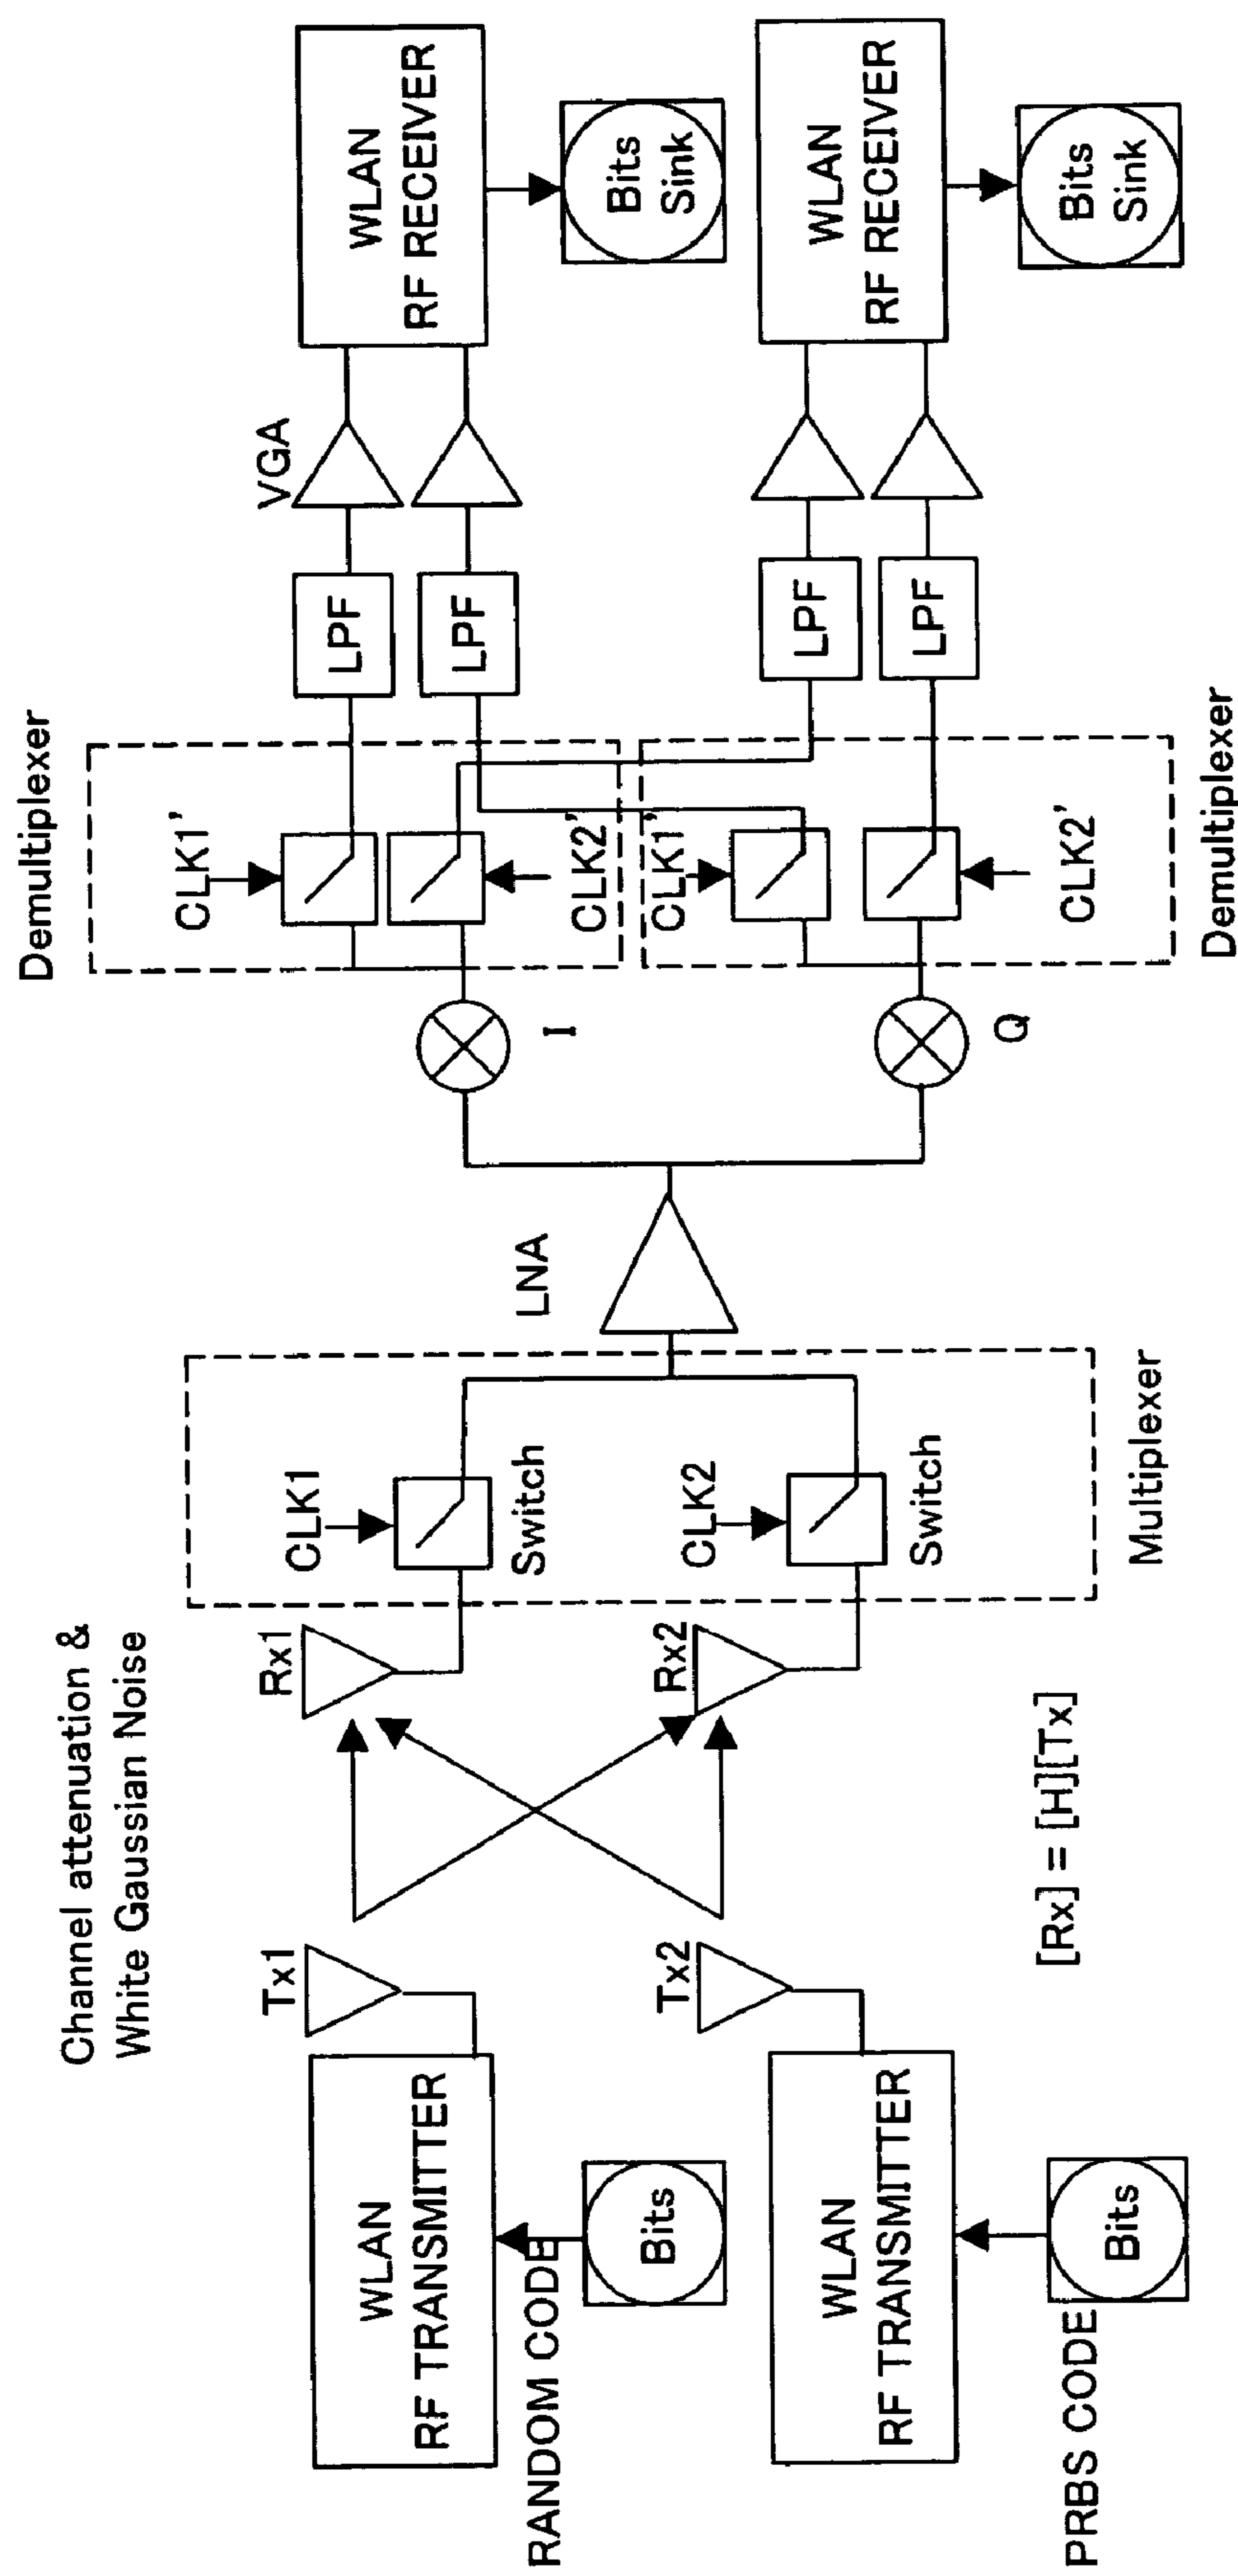 Channel attenuation &
White Gaussian Noise
WLAN
RF TRANSMITTER
RANDOM CODE
Bits
Tx1
Rx1
WLAN
RF TRANSMITTER
PRBS CODE
Bits
Tx2
Rx2
[Rx] = [H][Tx]
CLK1
Switch
CLK2
Switch
Multiplexer
LNA
I
Q
Demultiplexer
CLK1'
CLK2'
CLK1'
CLK2'
Demultiplexer
LPF
LPF
LPF
LPF
VGA
WLAN
RF RECEIVER
Bits
Sink
WLAN
RF RECEIVER
Bits
Sink